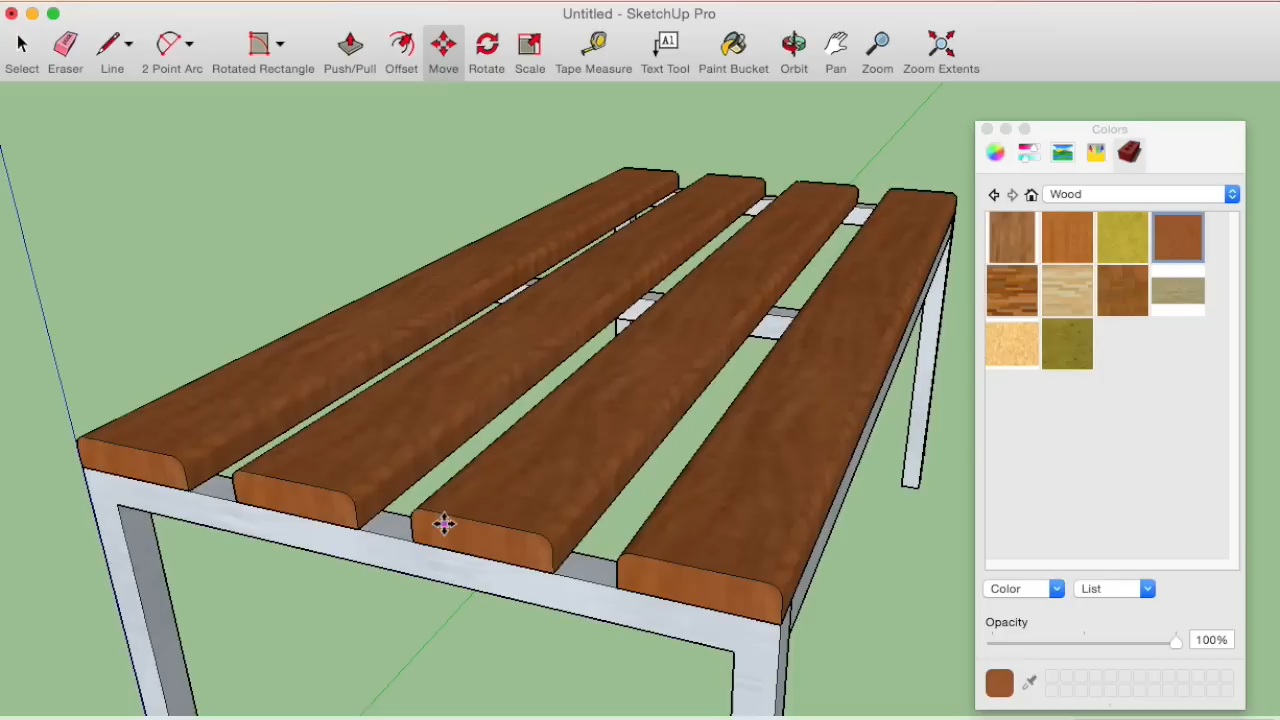 Untitled - SketchUp Pro
Select Eraser Line 2 Point Arc Rotated Rectangle Push/Pull Offset Move Rotate Scale Tape Measure Text Tool Paint Bucket Orbit Pan Zoom Zoom Extents
A1
Colors
Wood
Color List
Opacity
100%